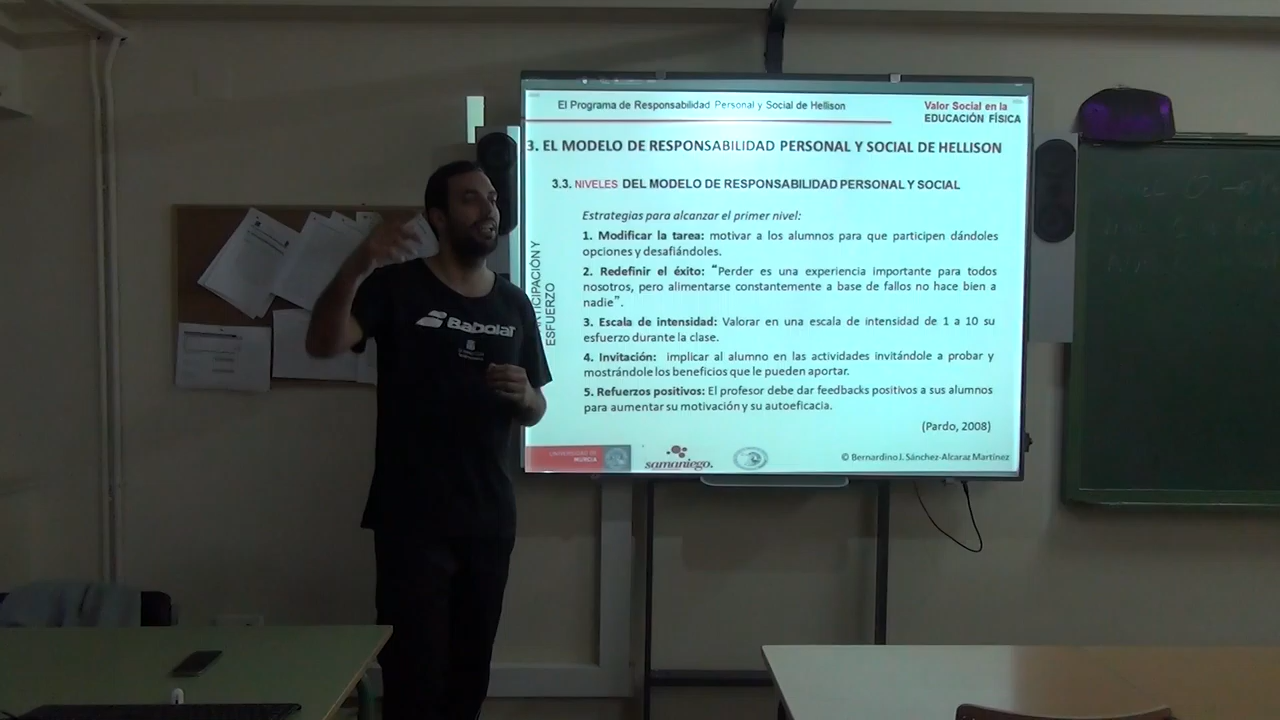 El Programa de Responsabilidad Personal y Social de Hellison
Valor Social en la
EDUCACIÓN FÍSICA
3. EL MODELO DE RESPONSABILIDAD PERSONAL Y SOCIAL DE HELLISON
3.3. NIVELES DEL MODELO DE RESPONSABILIDAD PERSONAL Y SOCIAL
Estrategias para alcanzar el primer nivel:
1. Modificar la tarea: motivar a los alumnos para que participen dándoles
opciones y desafiándoles.
2. Redefinir el éxito: "Perder es una experiencia importante para todos
nosotros, pero alimentarse constantemente a base de fallos no hace bien a
nadie".
3. Escala de intensidad: Valorar en una escala de intensidad de 1 a 10 su
esfuerzo durante la clase.
4. Invitación: implicar al alumno en las actividades invitándole a probar y
mostrándole los beneficios que le pueden aportar.
5. Refuerzos positivos: El profesor debe dar feedbacks positivos a sus alumnos
para aumentar su motivación y su autoeficacia.
(Pardo, 2008)
Y
ESFUERZO
UNIVERSIDAD DE
MURCIA
samaniego.
© Bernardino J. Sánchez-Alcaraz Martínez
Babolat